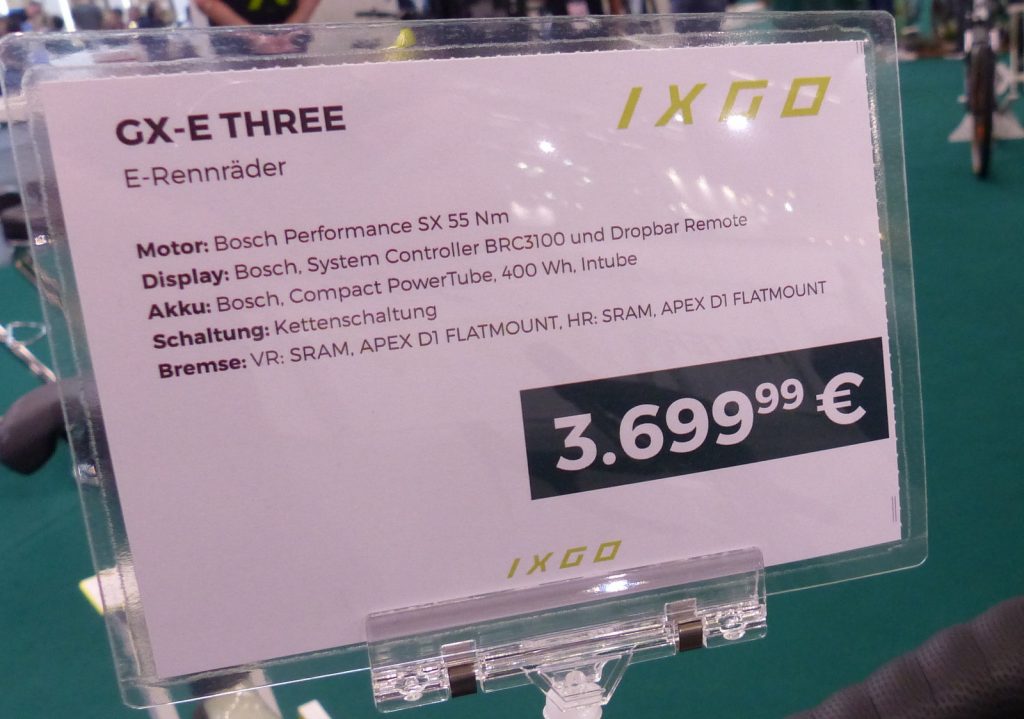 IXGO
GX-E THREE
E-Rennräder
Motor: Bosch Performance SX 55 Nm
Display: Bosch, System Controller BRC3100 und Dropbar Remote
Akku: Bosch, Compact PowerTube, 400 Wh, Intube
Schaltung: Kettenschaltung
Bremse: VR: SRAM, APEX D1 FLATMOUNT, HR: SRAM, APEX D1 FLATMOUNT
3.699⁹⁹ €
IXGO